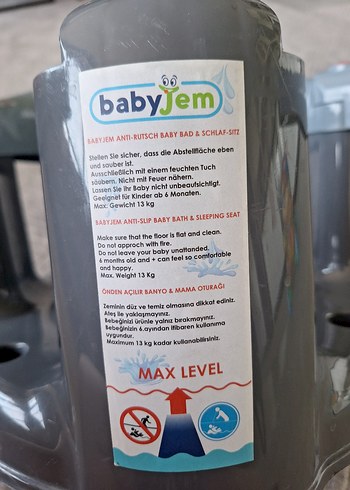 babyjem
BABYJEM ANTI-RUTSCH BABY BAD & SCHLAF-SITZ
Stellen Sie sicher, dass die Abstellfläche eben
und sauber ist.
Ausschließlich mit einem feuchten Tuch
säubern. Nicht mit Feuer nähern.
Lassen Sie Ihr Baby nicht unbeaufsichtigt.
Geeignet für Kinder ab 6 Monaten.
Max. Gewicht 13 kg
BABYJEM ANTI-SLIP BABY BATH & SLEEPING SEAT
Make sure that the floor is flat and clean.
Do not approch with fire.
Do not leave your baby unattanded.
6 months old and + can feel so comfortable
and happy.
Max. Weight 13 Kg
ÖNDEN AÇILIR BANYO & MAMA OTURAĞI
Zeminin düz ve temiz olmasına dikkat ediniz.
Ateş ile yaklaşmayınız.
Bebeğinizi ürünle yalnız bırakmayınız.
Bebeğinizin 6.ayından itibaren kullanıma
uygundur.
Maximum 13 kg kadar kullanabilirsiniz.
MAX LEVEL